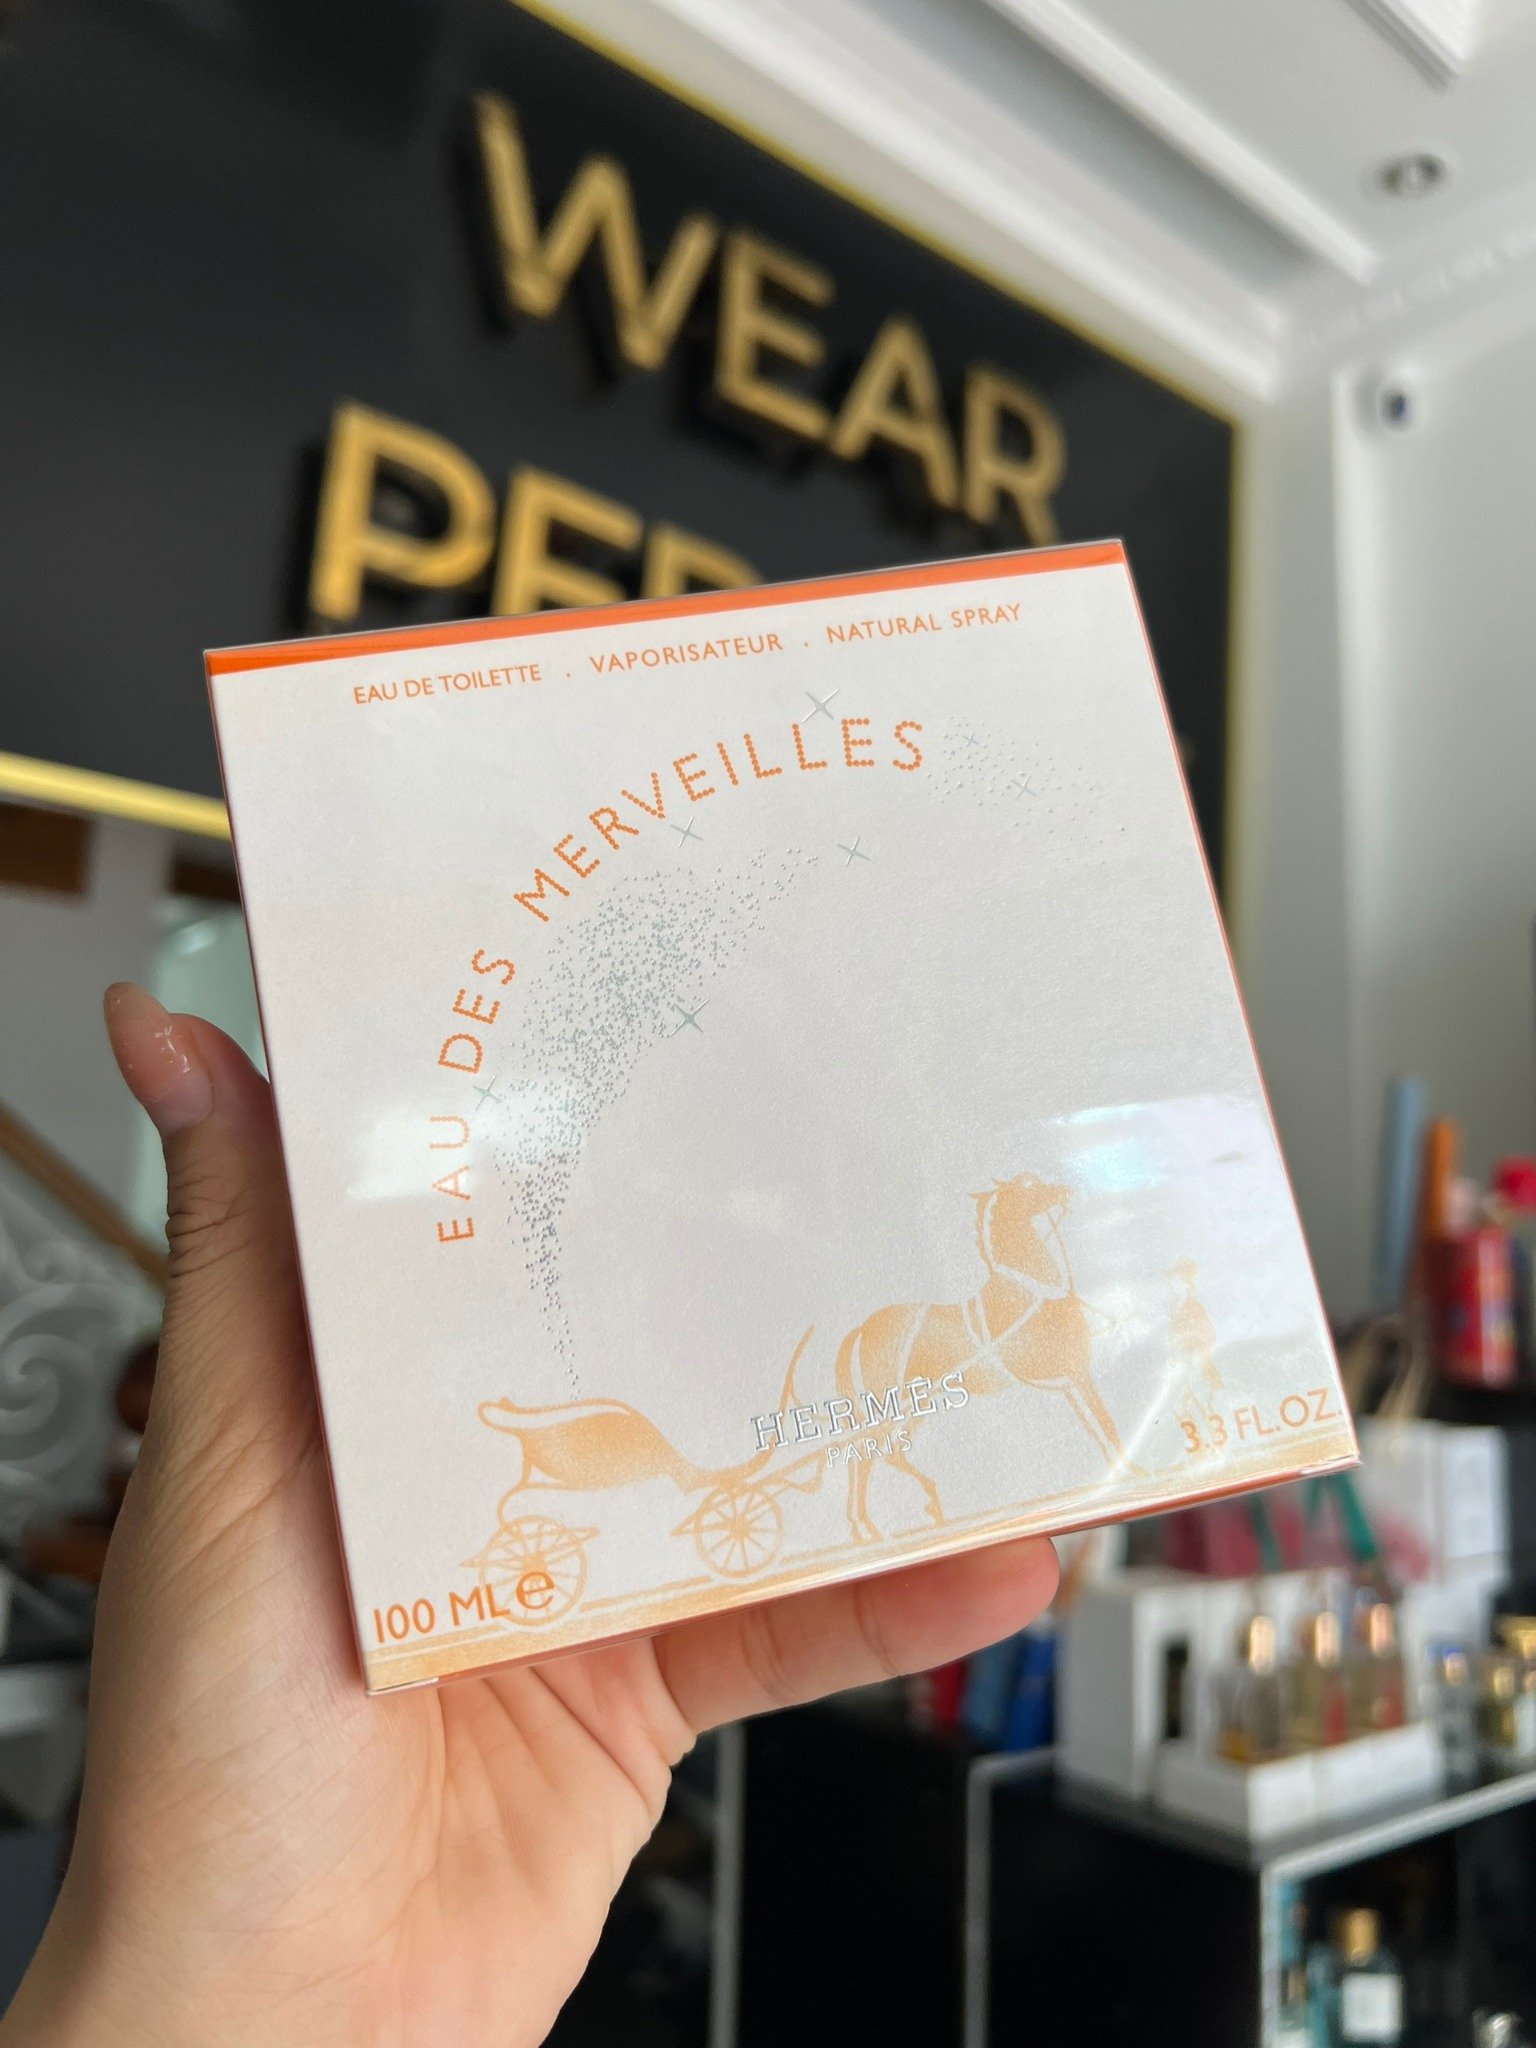 WEAR
EAU DE TOILETTE . VAPORISATEUR . NATURAL SPRAY
EAU DES MERVEILLES
HERMÈS
PARIS
100 ML e
3.3 FL.OZ.